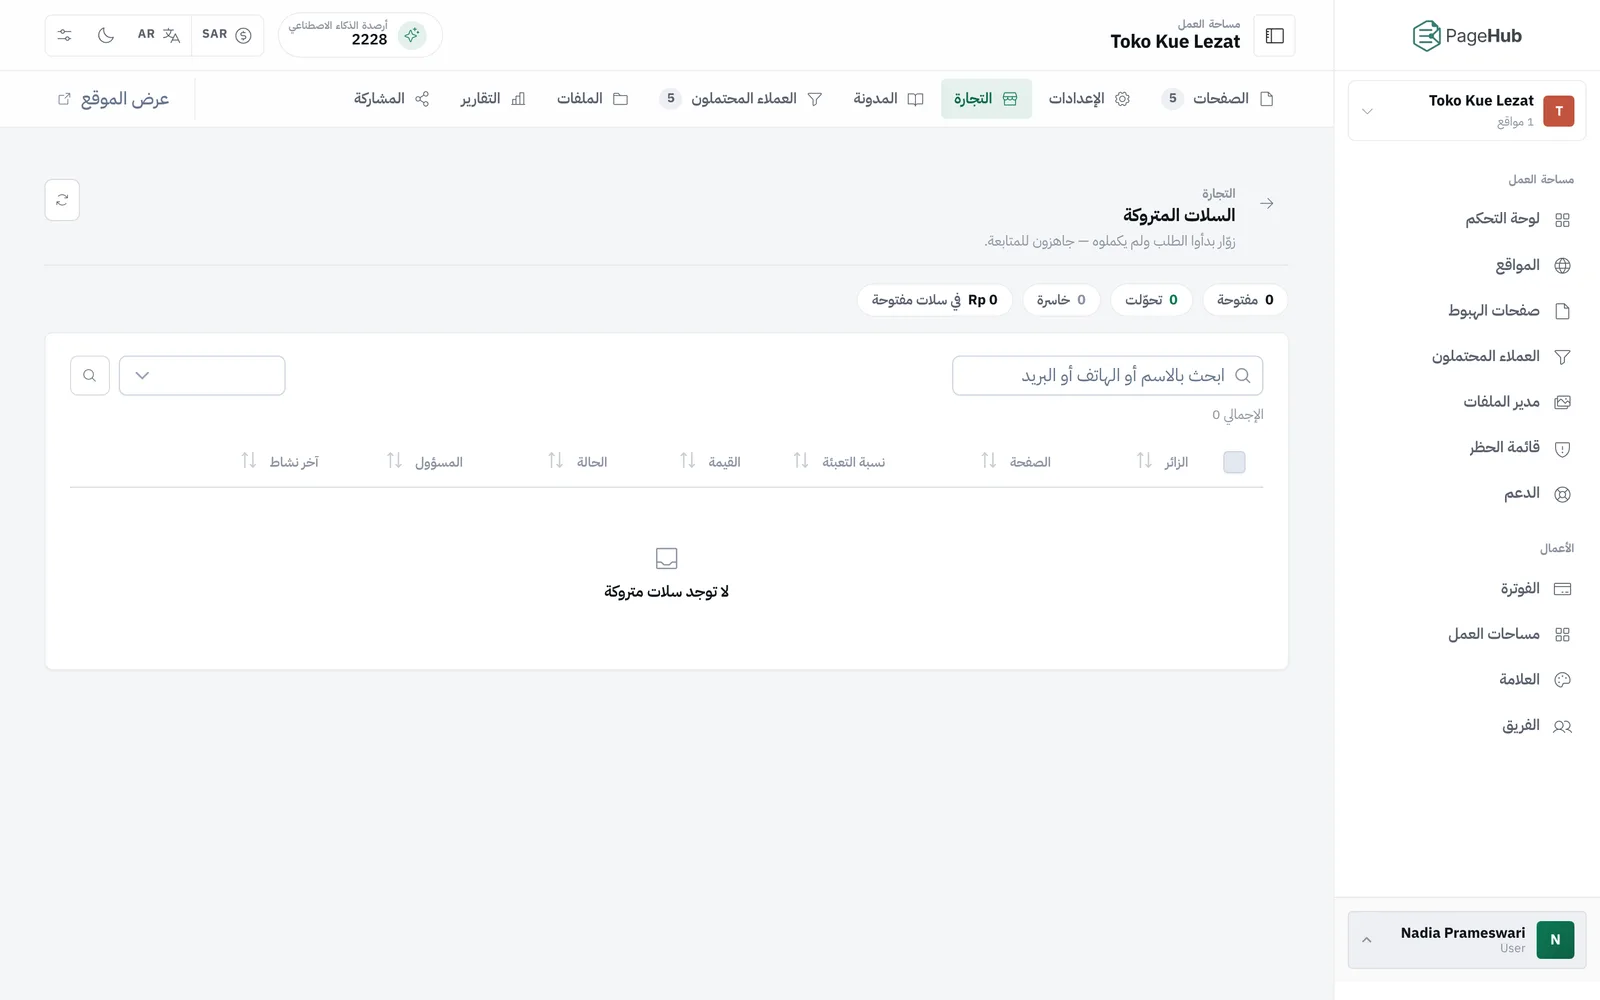 PageHub
Toko Kue Lezat
1 مواقع
T
مساحة العمل
لوحة التحكم
المواقع
صفحات الهبوط
العملاء المحتملون
مدير الملفات
قائمة الحظر
الدعم
الأعمال
الفوترة
مساحات العمل
العلامة
الفريق
Nadia Prameswari
User
N
مساحة العمل
Toko Kue Lezat
أرصدة الذكاء الاصطناعي
2228
SAR
AR
الصفحات 5
الإعدادات
التجارة
المدونة
العملاء المحتملون 5
الملفات
التقارير
المشاركة
عرض الموقع
التجارة
السلات المتروكة
زوّار بدأوا الطلب ولم يكملوه — جاهزون للمتابعة.
0 مفتوحة
0 تحوّلت
0 خاسرة
Rp 0 في سلات مفتوحة
ابحث بالاسم أو الهاتف أو البريد
الإجمالي 0
الزائر الصفحة نسبة التعبئة القيمة الحالة المسؤول آخر نشاط
لا توجد سلات متروكة